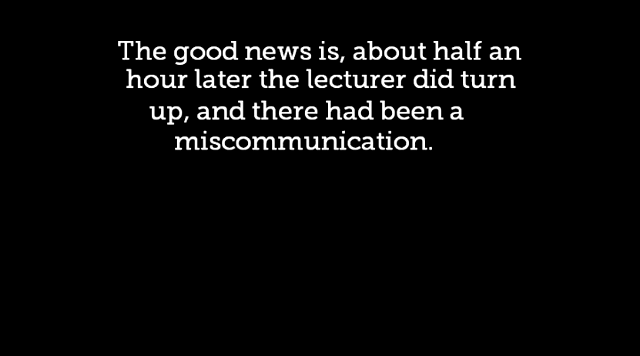 The good news is, about half an
hour later the lecturer did turn
up, and there had been a
miscommunication.